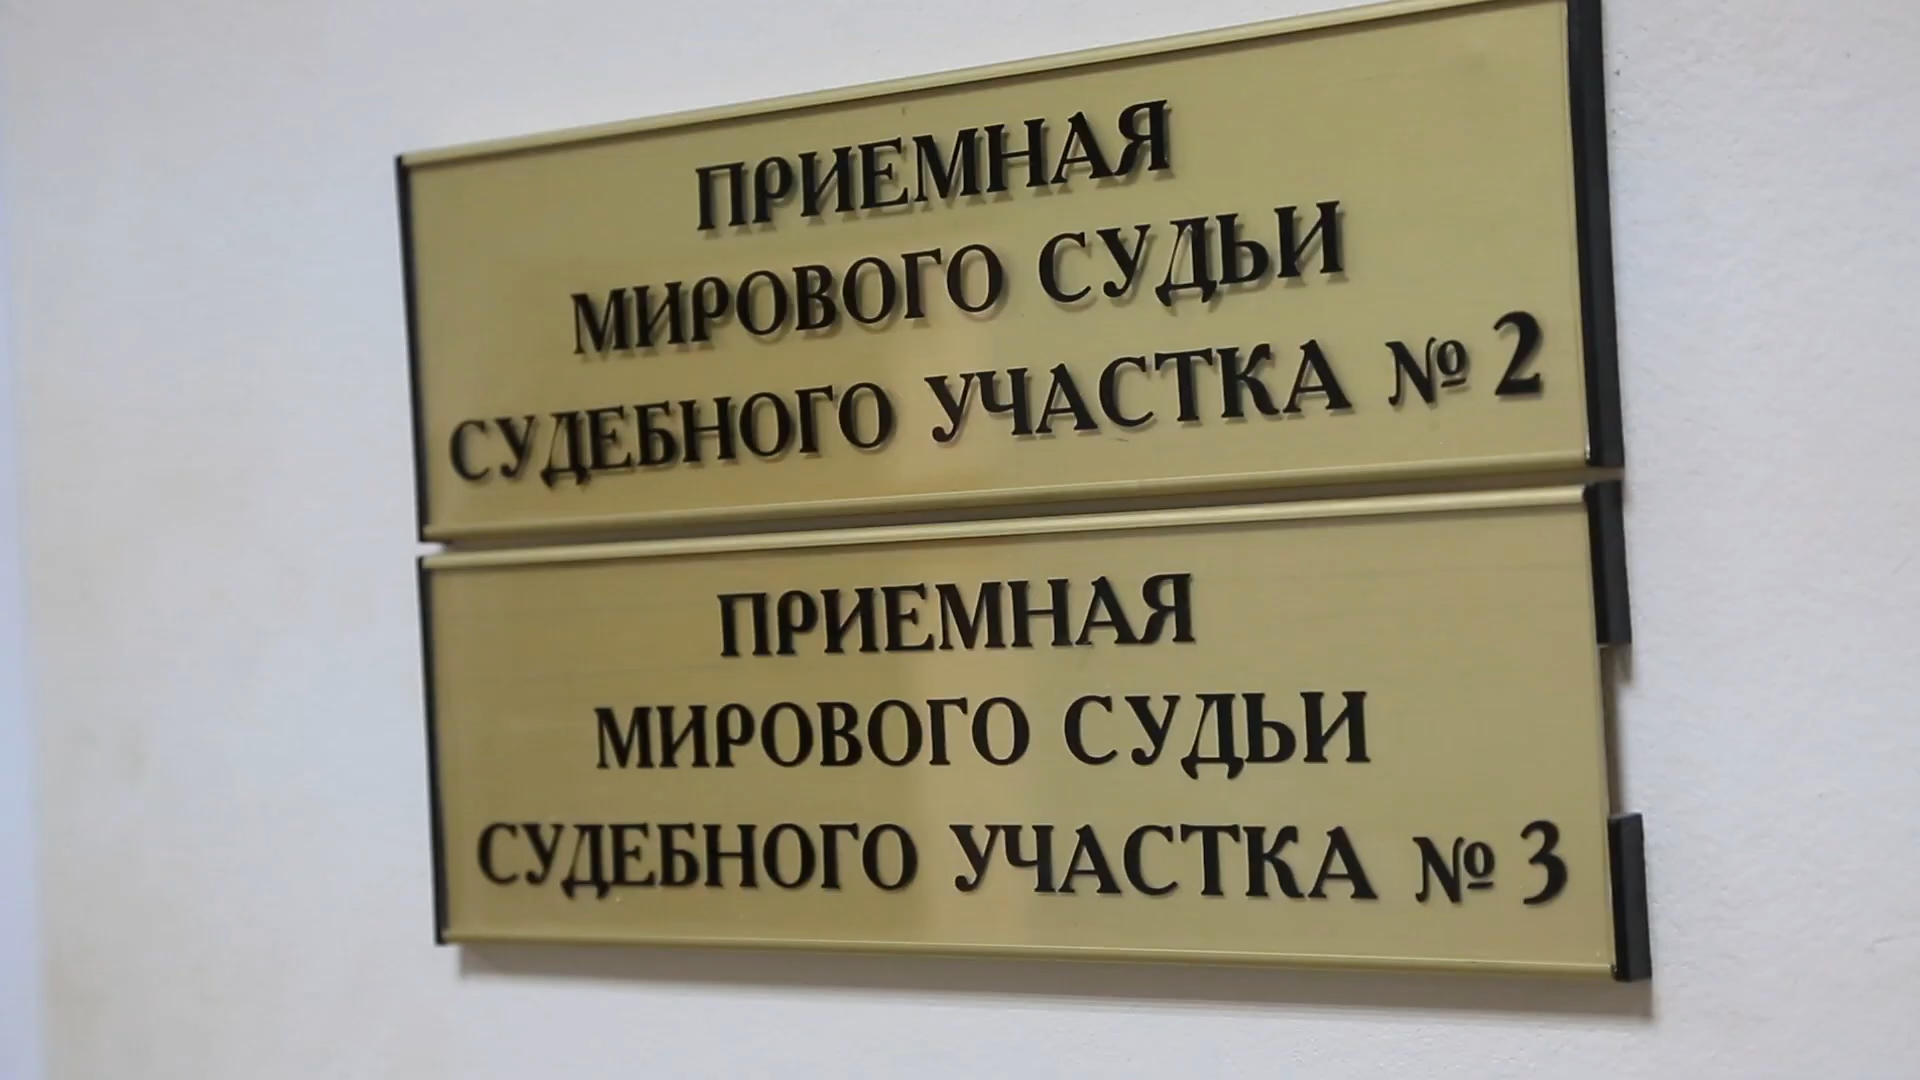 ПРИЕМНАЯ
МИРОВОГО СУДЬИ
СУДЕБНОГО УЧАСТКА № 2
ПРИЕМНАЯ
МИРОВОГО СУДЬИ
СУДЕБНОГО УЧАСТКА № 3